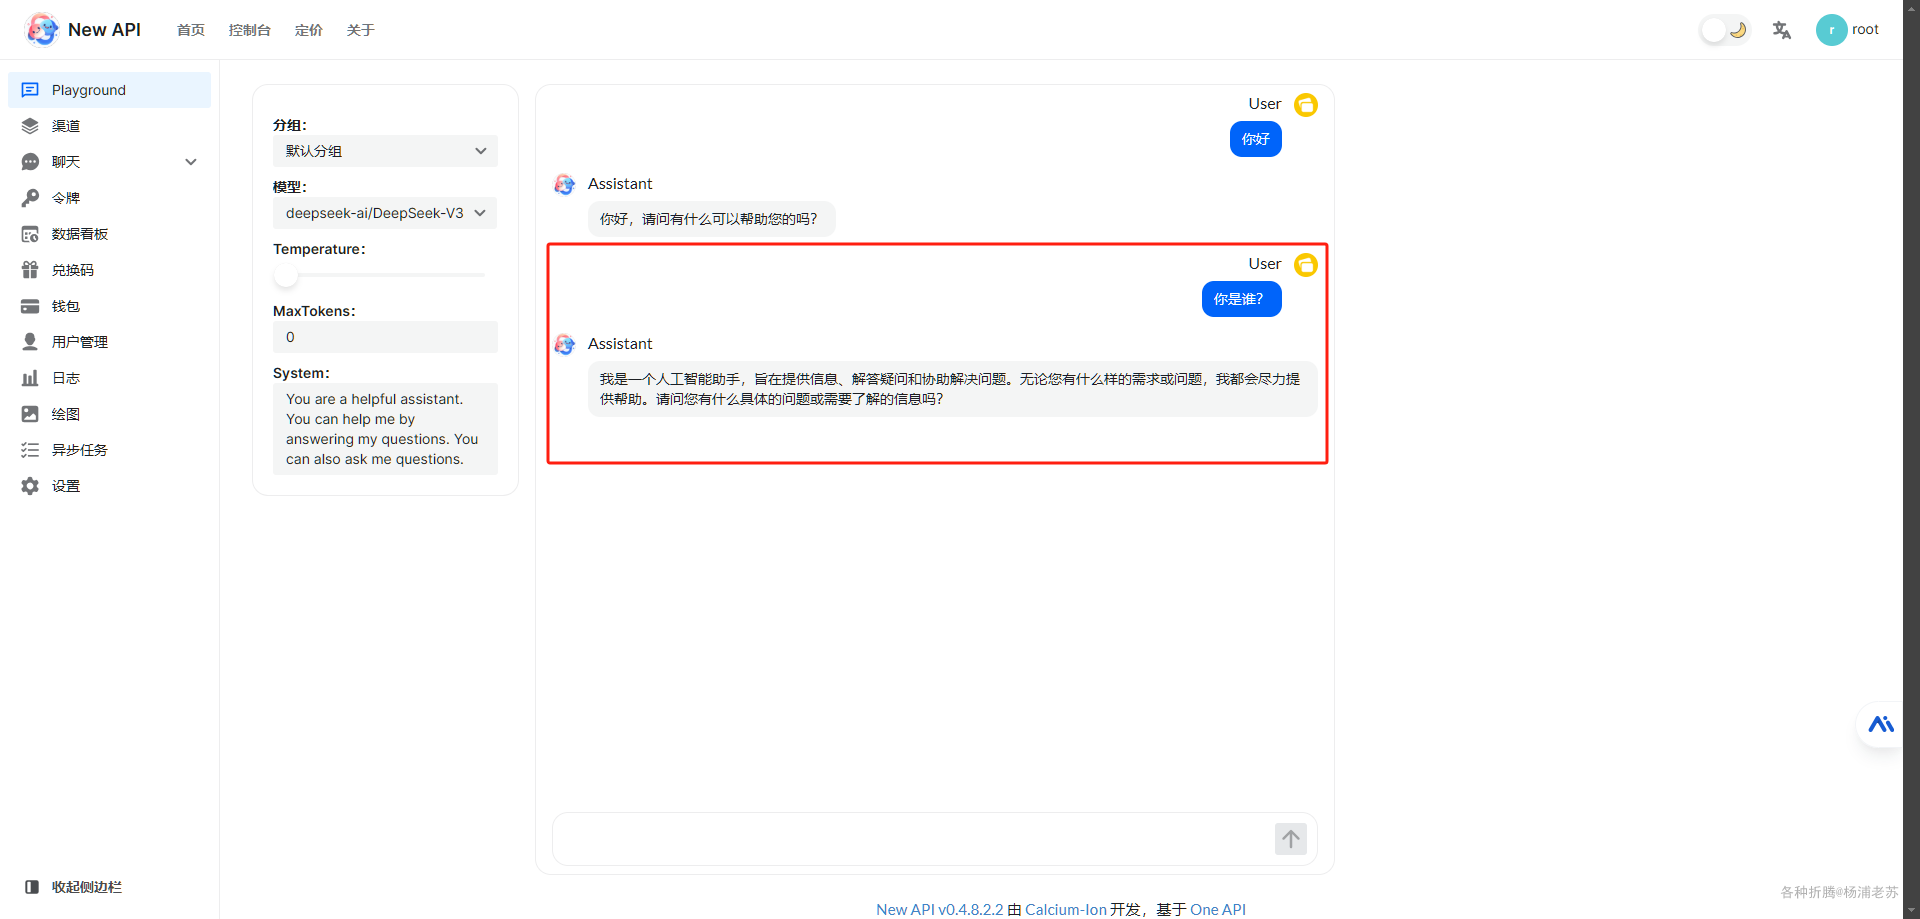 New API
首页
控制台
定价
关于
r
root
Playground
渠道
聊天
令牌
数据看板
兑换码
钱包
用户管理
日志
绘图
异步任务
设置
收起侧边栏
分组：
默认分组
模型：
deepseek-ai/DeepSeek-V3
Temperature：
MaxTokens：
0
System：
You are a helpful assistant.
You can help me by
answering my questions. You
can also ask me questions.
User
你好
Assistant
你好，请问有什么可以帮助您的吗？
User
你是谁？
Assistant
我是一个人工智能助手，旨在提供信息、解答疑问和协助解决问题。无论您有什么样的需求或问题，我都会尽力提
供帮助。请问您有什么具体的问题或需要了解的信息吗？
New API v0.4.8.2.2 由 Calcium-Ion 开发，基于 One API
各种折腾@杨浦老苏